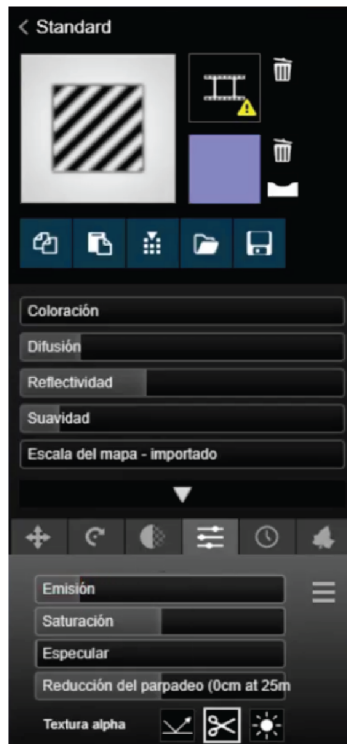 Standard
Coloración
Difusión
Reflectividad
Suavidad
Escala del mapa - importado
Emisión
Saturación
Especular
Reducción del parpadeo (0cm at 25m
Textura alpha